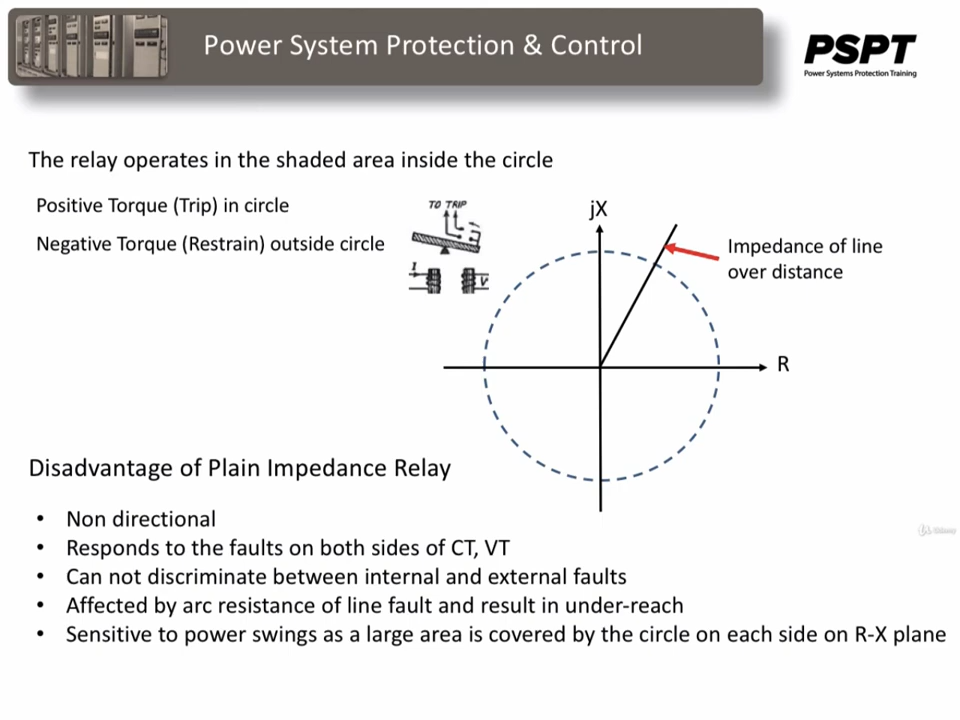 Power System Protection & Control
PSPT
Power Systems Protection Training
The relay operates in the shaded area inside the circle
Positive Torque (Trip) in circle
Negative Torque (Restrain) outside circle
TO TRIP
I
V
jX
R
Impedance of line
over distance
Disadvantage of Plain Impedance Relay
• Non directional
• Responds to the faults on both sides of CT, VT
• Can not discriminate between internal and external faults
• Affected by arc resistance of line fault and result in under-reach
• Sensitive to power swings as a large area is covered by the circle on each side on R-X plane
Udemy